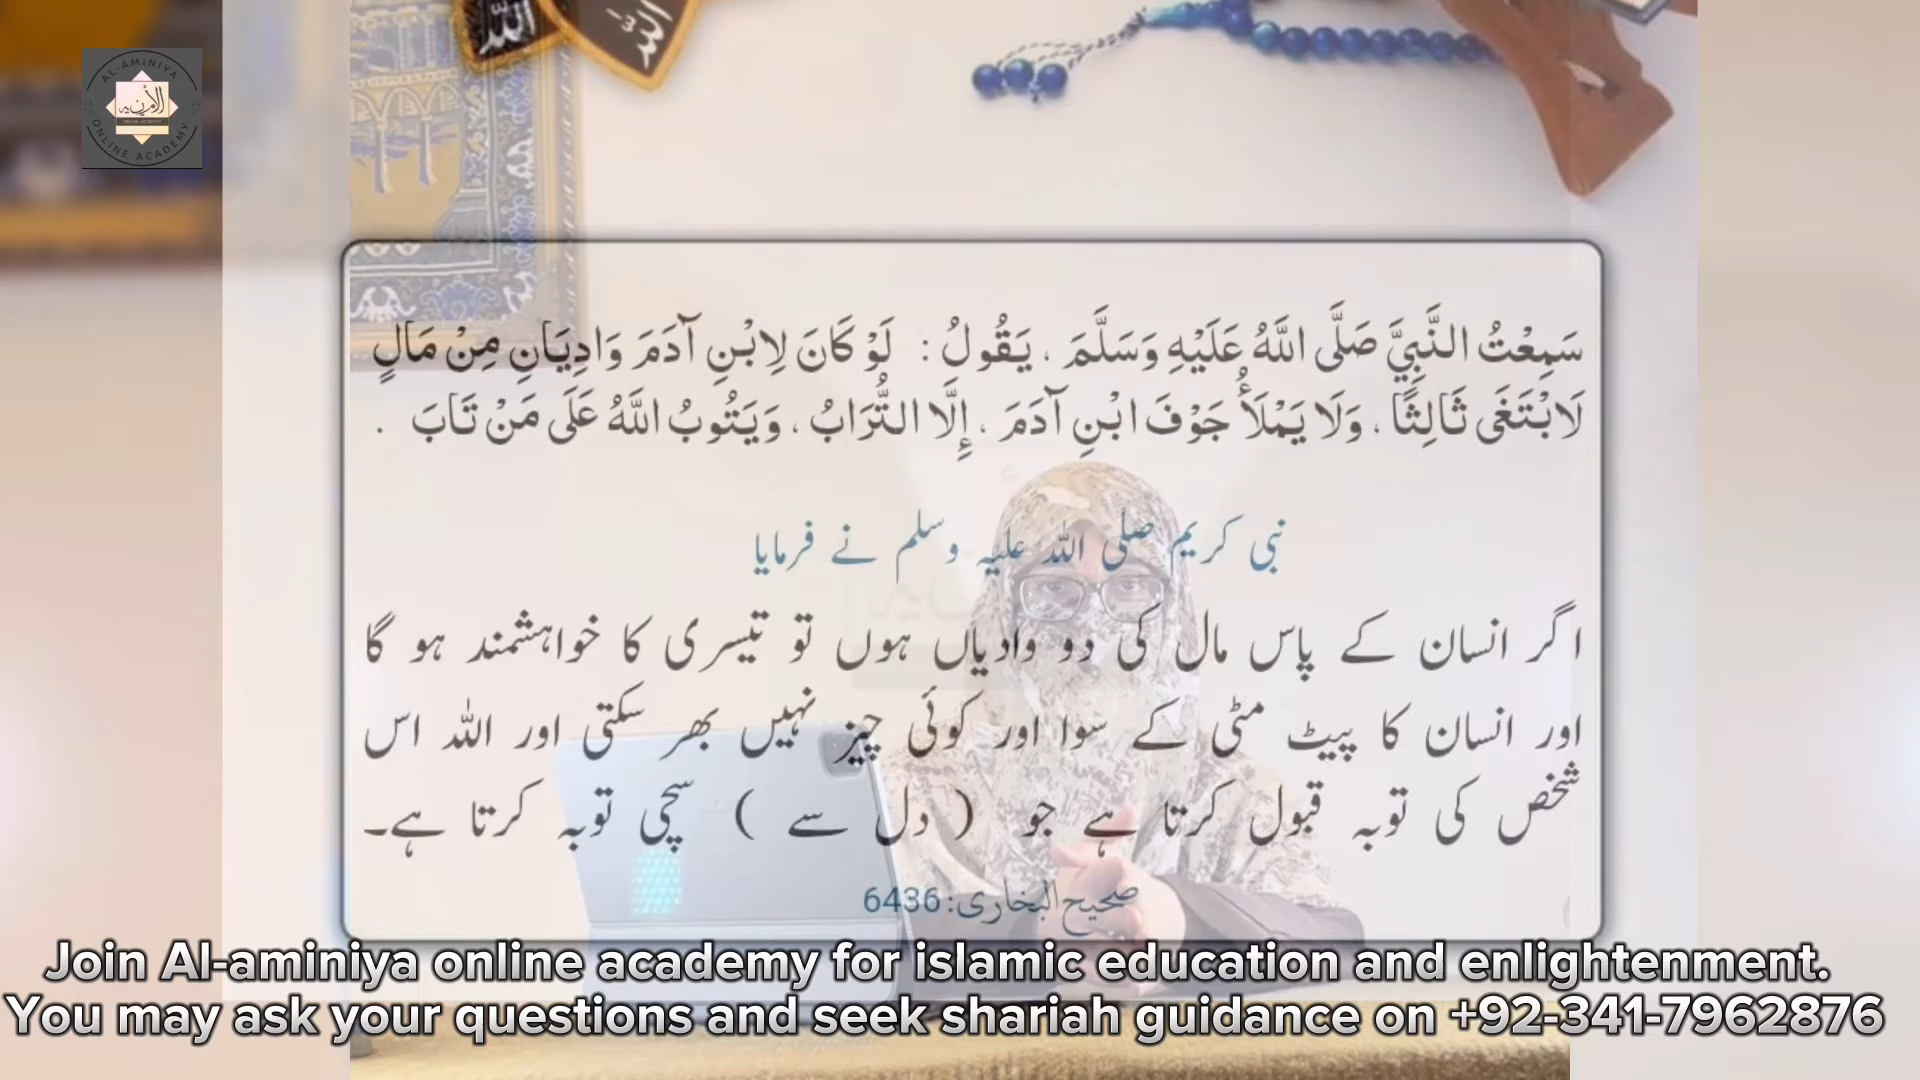 AL-AMINIYA
ONLINE ACADEMY
سَمِعْتُ النَّبِيَّ صَلَّى اللَّهُ عَلَيْهِ وَسَلَّمَ ، يَقُولُ : لَوْ كَانَ لِابْنِ آدَمَ وَادِيَانِ مِنْ مَالٍ
لَابْتَغَى ثَالِثًا ، وَلَا يَمْلَأُ جَوْفَ ابْنِ آدَمَ ، إِلَّا التُّرَابُ ، وَيَتُوبُ اللَّهُ عَلَى مَنْ تَابَ .
نبی کریم صلی اللہ علیہ وسلم نے فرمایا
اگر انسان کے پاس مال کی دو وادیاں ہوں تو تیسری کا خواہشمند ہو گا
اور انسان کا پیٹ مٹی کے سوا اور کوئی چیز نہیں بھر سکتی اور اللہ اس
شخص کی توبہ قبول کرتا ہے جو ( دل سے ) سچی توبہ کرتا ہے۔
صحیح البخاری: 6436
Join Al-aminiya online academy for islamic education and enlightenment.
You may ask your questions and seek shariah guidance on +92-341-7962876